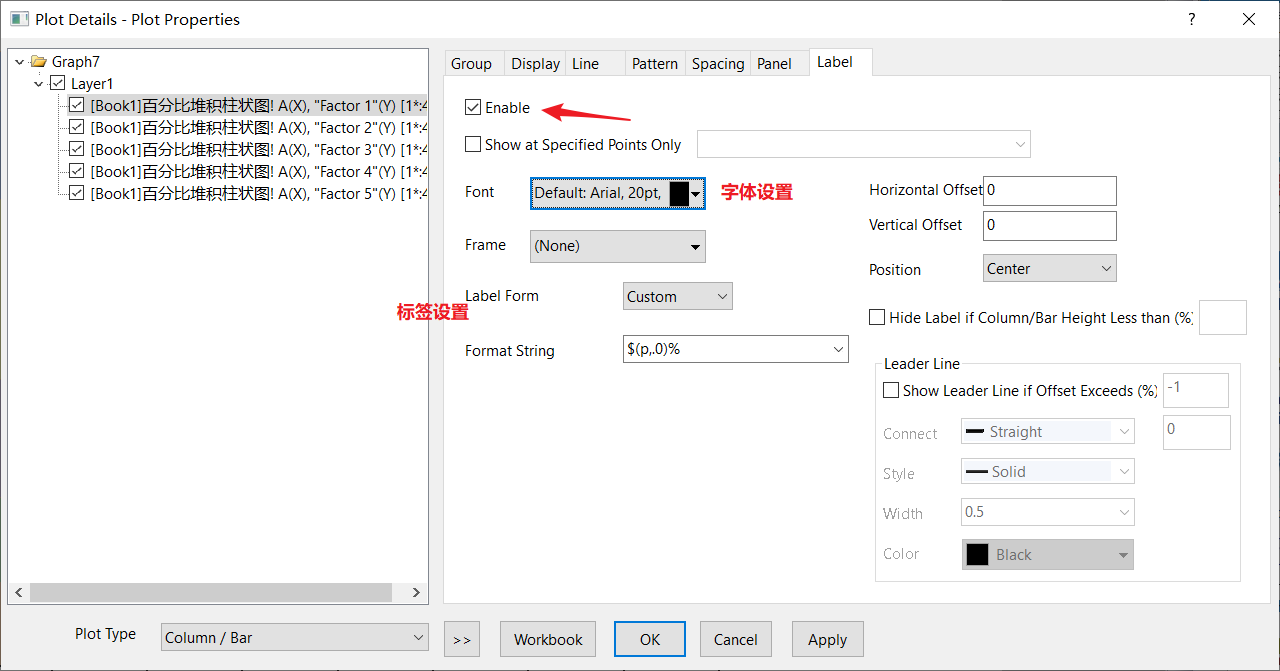 Plot Details - Plot Properties
?
Graph7
Layer1
[Book1]百分比堆积柱状图! A(X), "Factor 1"(Y) [1*:4
[Book1]百分比堆积柱状图! A(X), "Factor 2"(Y) [1*:4
[Book1]百分比堆积柱状图! A(X), "Factor 3"(Y) [1*:4
[Book1]百分比堆积柱状图! A(X), "Factor 4"(Y) [1*:4
[Book1]百分比堆积柱状图! A(X), "Factor 5"(Y) [1*:4
Group Display Line Pattern Spacing Panel Label
Enable
Show at Specified Points Only
Font Default: Arial, 20pt, 字体设置
Frame (None)
标签设置
Label Form Custom
Format String $(p,.0)%
Horizontal Offset 0
Vertical Offset 0
Position Center
Hide Label if Column/Bar Height Less than (%)
Leader Line
Show Leader Line if Offset Exceeds (%) -1
Connect Straight 0
Style Solid
Width 0.5
Color Black
Plot Type Column / Bar >> Workbook OK Cancel Apply